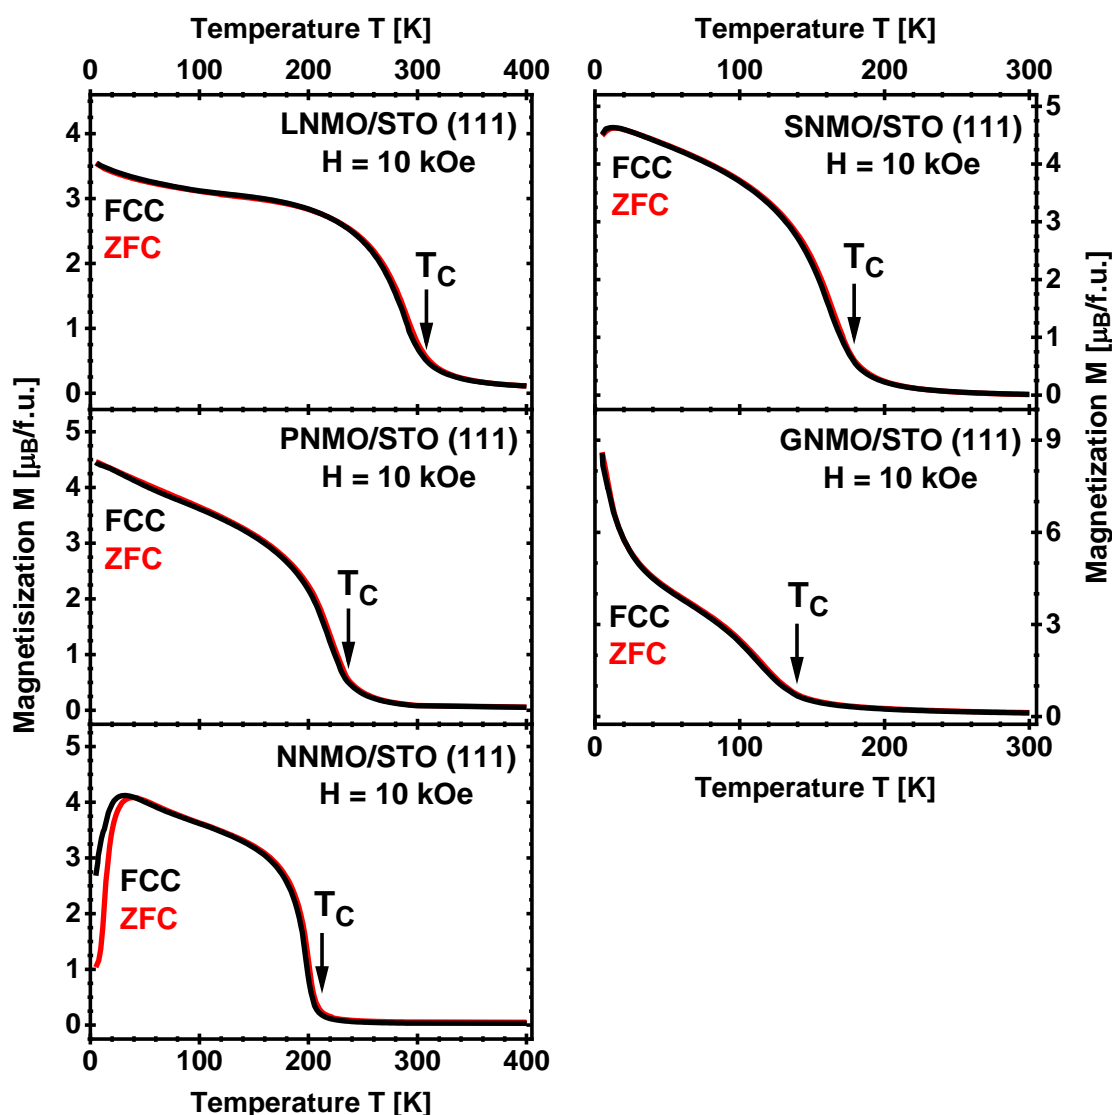 Temperature T [K]
0 100 200 300 400
LNMO/STO (111)
H = 10 kOe
FCC
ZFC
T_C
4
3
2
1
0
PNMO/STO (111)
H = 10 kOe
FCC
ZFC
T_C
5
4
3
2
1
0
NNMO/STO (111)
H = 10 kOe
FCC
ZFC
T_C
5
4
3
2
1
0
0 100 200 300 400
Temperature T [K]
Magnetisization M [μB/f.u.]
Temperature T [K]
0 100 200 300
SNMO/STO (111)
H = 10 kOe
FCC
ZFC
T_C
5
4
3
2
1
0
GNMO/STO (111)
H = 10 kOe
FCC
ZFC
T_C
9
6
3
0
0 100 200 300
Temperature T [K]
Magnetization M [μB/f.u.]